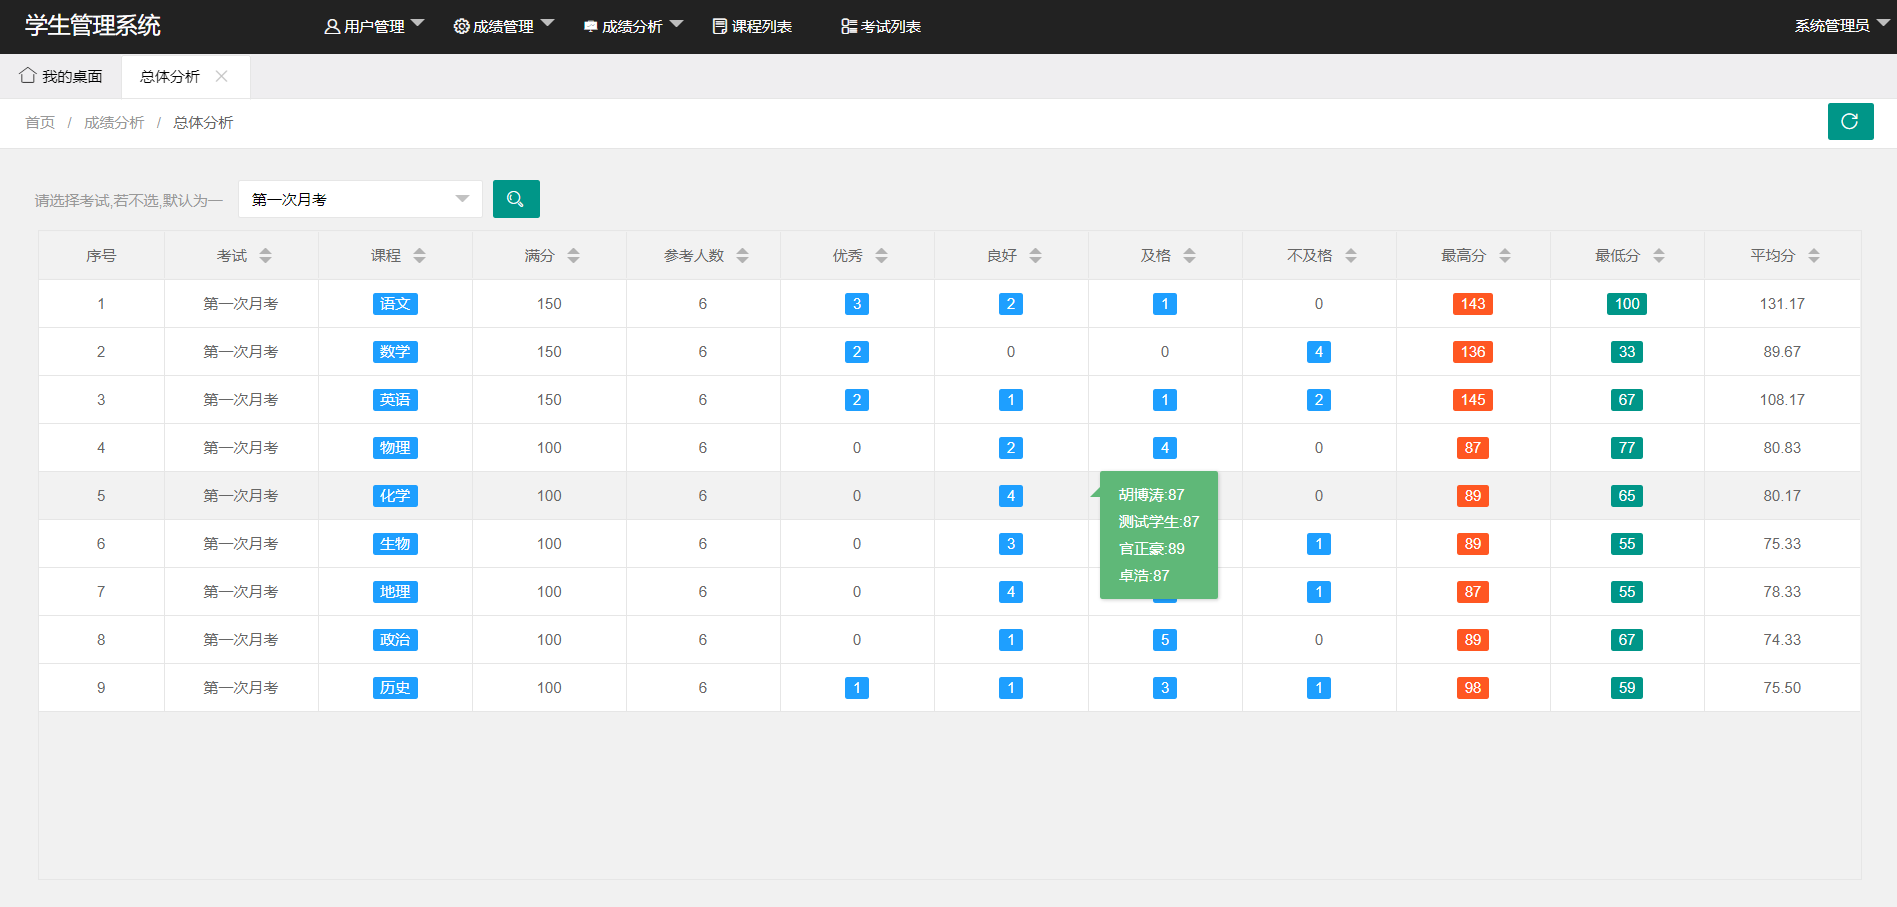 学生管理系统 用户管理 成绩管理 成绩分析 课程列表 考试列表 系统管理员
我的桌面 总体分析
首页 / 成绩分析 / 总体分析
请选择考试,若不选,默认为一 第一次月考
序号 考试 课程 满分 参考人数 优秀 良好 及格 不及格 最高分 最低分 平均分
1 第一次月考 语文 150 6 3 2 1 0 143 100 131.17
2 第一次月考 数学 150 6 2 0 0 4 136 33 89.67
3 第一次月考 英语 150 6 2 1 1 2 145 67 108.17
4 第一次月考 物理 100 6 0 2 4 0 87 77 80.83
5 第一次月考 化学 100 6 0 4 0 89 65 80.17
胡博涛:87
测试学生:87
官正豪:89
卓浩:87
6 第一次月考 生物 100 6 0 3 1 89 55 75.33
7 第一次月考 地理 100 6 0 4 1 87 55 78.33
8 第一次月考 政治 100 6 0 1 5 0 89 67 74.33
9 第一次月考 历史 100 6 1 1 3 1 98 59 75.50